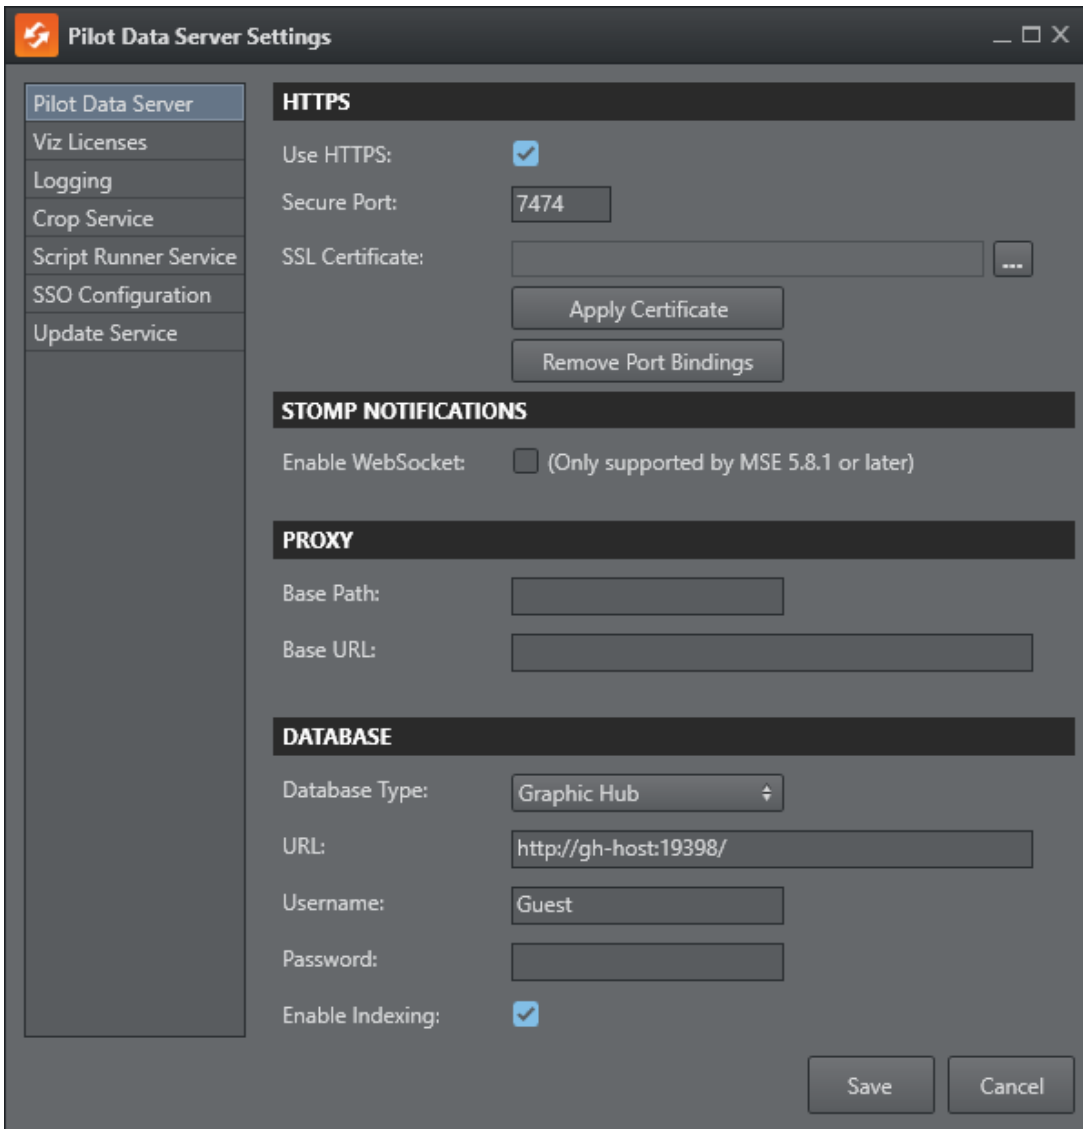 Pilot Data Server Settings
Pilot Data Server
Viz Licenses
Logging
Crop Service
Script Runner Service
SSO Configuration
Update Service
HTTPS
Use HTTPS:
Secure Port: 7474
SSL Certificate: ...
Apply Certificate
Remove Port Bindings
STOMP NOTIFICATIONS
Enable WebSocket: (Only supported by MSE 5.8.1 or later)
PROXY
Base Path:
Base URL:
DATABASE
Database Type: Graphic Hub
URL: http://gh-host:19398/
Username: Guest
Password:
Enable Indexing:
Save Cancel